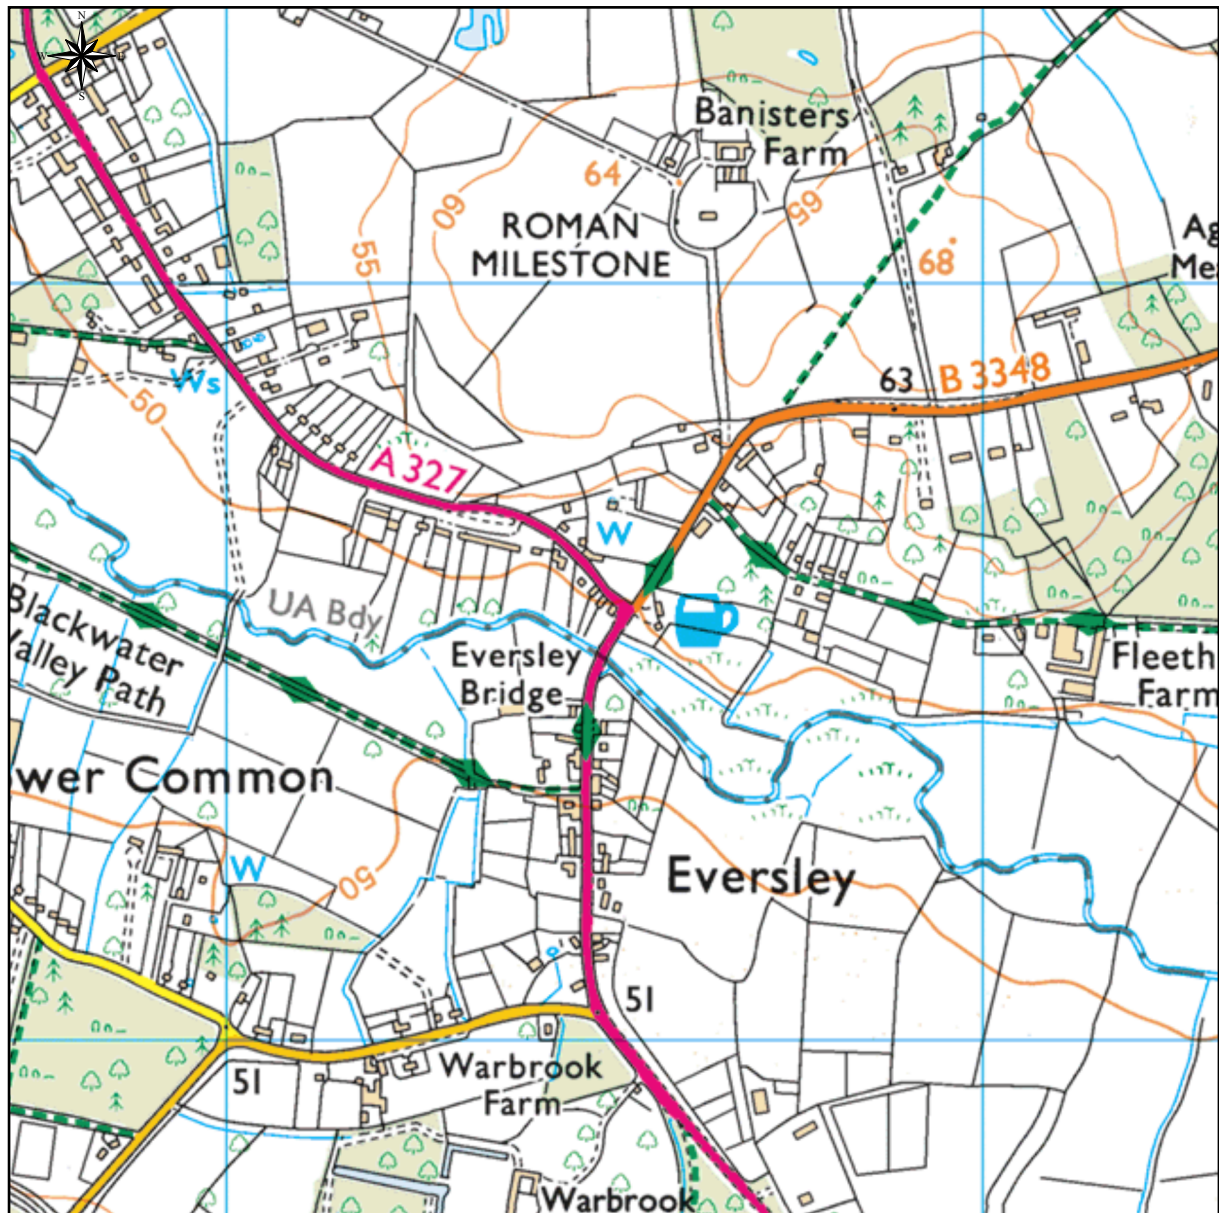 N
W
S
Banisters
Farm
64
60
65
ROMAN
MILESTONE
55
68
Ws
50
63
B 3348
A 327
W
UA Bdy
Blackwater
Valley Path
Eversley
Bridge
Fleeth
Farm
wer Common
W
50
Eversley
51
51
Warbrook
Farm
Warbrook